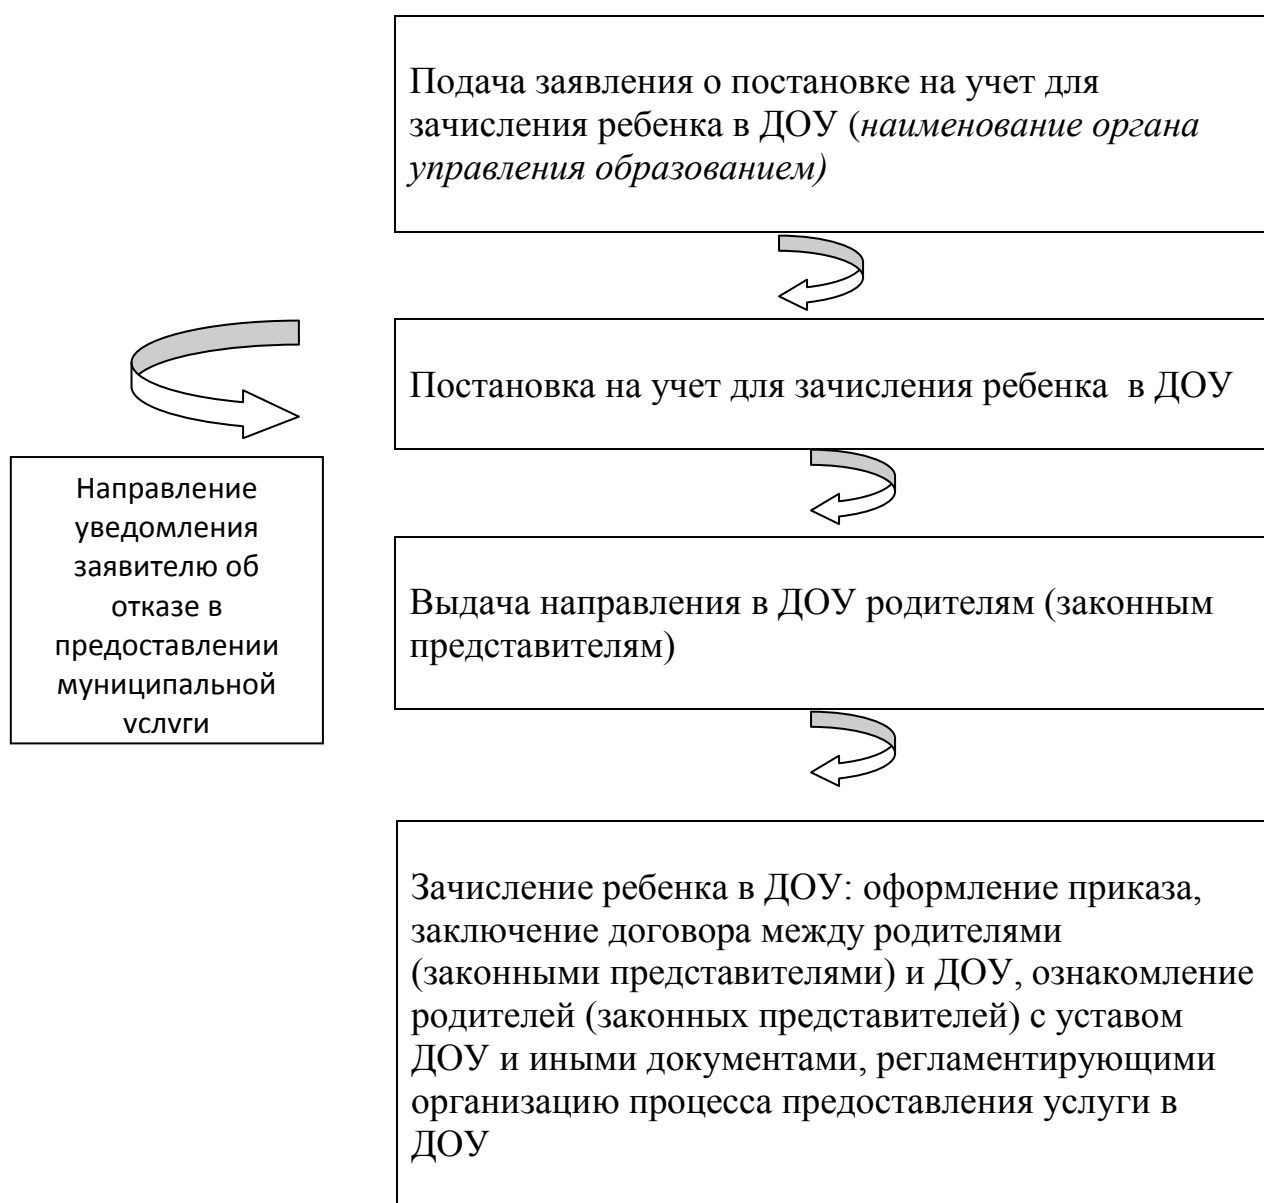 Подача заявления о постановке на учет для
зачисления ребенка в ДОУ (наименование органа
управления образованием)
Постановка на учет для зачисления ребенка  в ДОУ
Направление
уведомления
заявителю об
отказе в
предоставлении
муниципальной
услуги
Выдача направления в ДОУ родителям (законным
представителям)
Зачисление ребенка в ДОУ: оформление приказа,
заключение договора между родителями
(законными представителями) и ДОУ, ознакомление
родителей (законных представителей) с уставом
ДОУ и иными документами, регламентирующими
организацию процесса предоставления услуги в
ДОУ